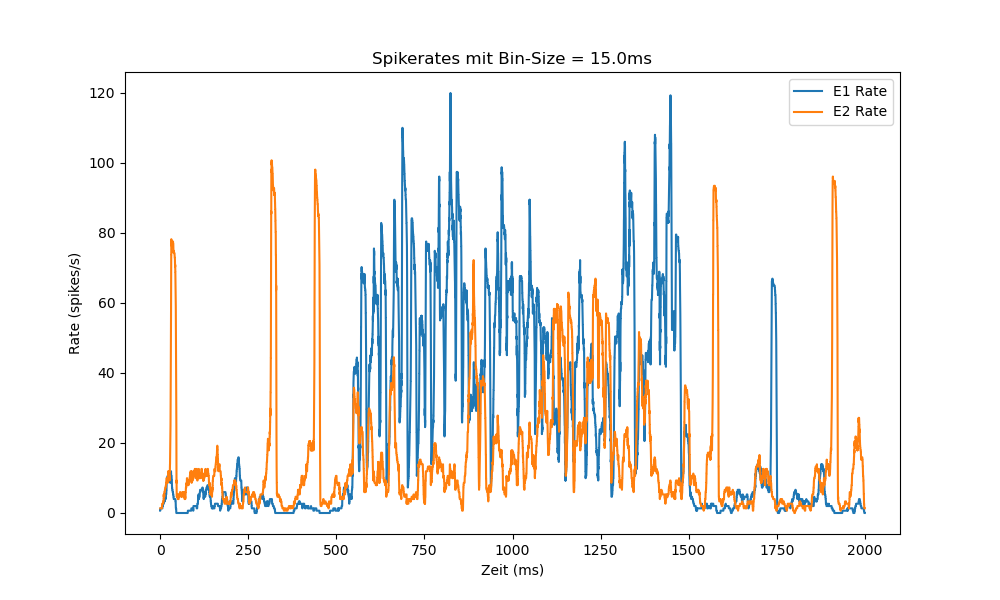 Spikerates mit Bin-Size = 15.0ms
E1 Rate
E2 Rate
Rate (spikes/s)
120
100
80
60
40
20
0
0 250 500 750 1000 1250 1500 1750 2000
Zeit (ms)